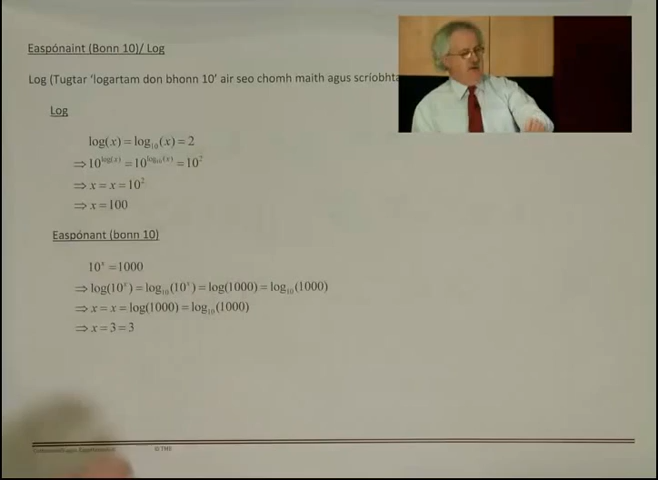 Easpónaint (Bonn 10)/ Log
Log (Tugtar 'logartam don bhonn 10' air seo chomh maith agus scríobhta
Log
log(x) = log₁₀(x) = 2
⇒ 10^log(x) = 10^log₁₀(x) = 10²
⇒ x = x = 10²
⇒ x = 100
Easpónant (bonn 10)
10ˣ = 1000
⇒ log(10ˣ) = log₁₀(10ˣ) = log(1000) = log₁₀(1000)
⇒ x = x = log(1000) = log₁₀(1000)
⇒ x = 3 = 3